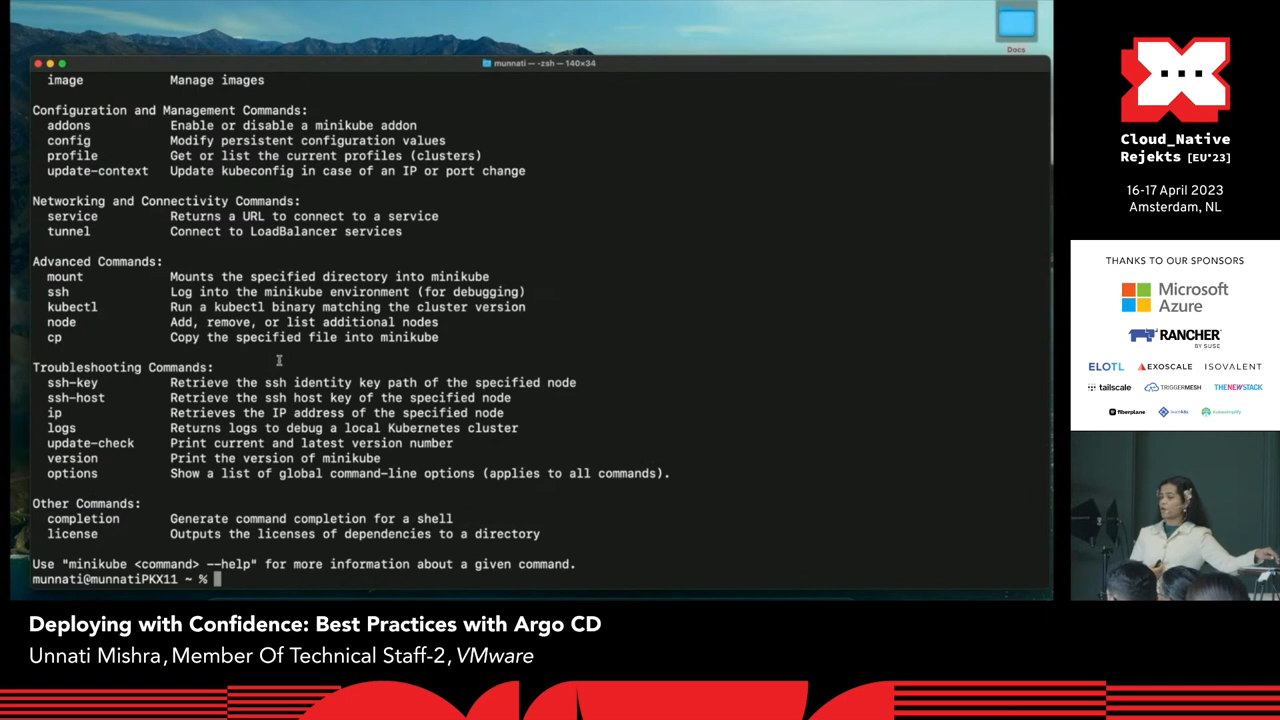 Docs
munnati — -zsh — 140×34
image Manage images
Configuration and Management Commands:
addons Enable or disable a minikube addon
config Modify persistent configuration values
profile Get or list the current profiles (clusters)
update-context Update kubeconfig in case of an IP or port change
Networking and Connectivity Commands:
service Returns a URL to connect to a service
tunnel Connect to LoadBalancer services
Advanced Commands:
mount Mounts the specified directory into minikube
ssh Log into the minikube environment (for debugging)
kubectl Run a kubectl binary matching the cluster version
node Add, remove, or list additional nodes
cp Copy the specified file into minikube
Troubleshooting Commands:
ssh-key Retrieve the ssh identity key path of the specified node
ssh-host Retrieve the ssh host key of the specified node
ip Retrieves the IP address of the specified node
logs Returns logs to debug a local Kubernetes cluster
update-check Print current and latest version number
version Print the version of minikube
options Show a list of global command-line options (applies to all commands).
Other Commands:
completion Generate command completion for a shell
license Outputs the licenses of dependencies to a directory
Use "minikube <command> --help" for more information about a given command.
munnati@munnatiPKX11 ~ %
Cloud_Native
Rejekts [EU'23]
16-17 April 2023
Amsterdam, NL
THANKS TO OUR SPONSORS
Microsoft
Azure
RANCHER
BY SUSE
ELOTL EXOSCALE ISOVALENT
tailscale TRIGGERMESH THENEWSTACK
fiberplane
Deploying with Confidence: Best Practices with Argo CD
Unnati Mishra, Member Of Technical Staff-2, VMware